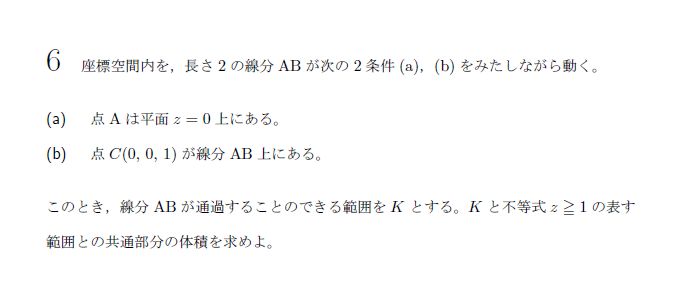 6 座標空間内を，長さ 2 の線分 AB が次の 2 条件 (a)，(b) をみたしながら動く。
(a) 点 A は平面 z = 0 上にある。
(b) 点 C(0, 0, 1) が線分 AB 上にある。
このとき，線分 AB が通過することのできる範囲を K とする。K と不等式 z ≧ 1 の表す
範囲との共通部分の体積を求めよ。